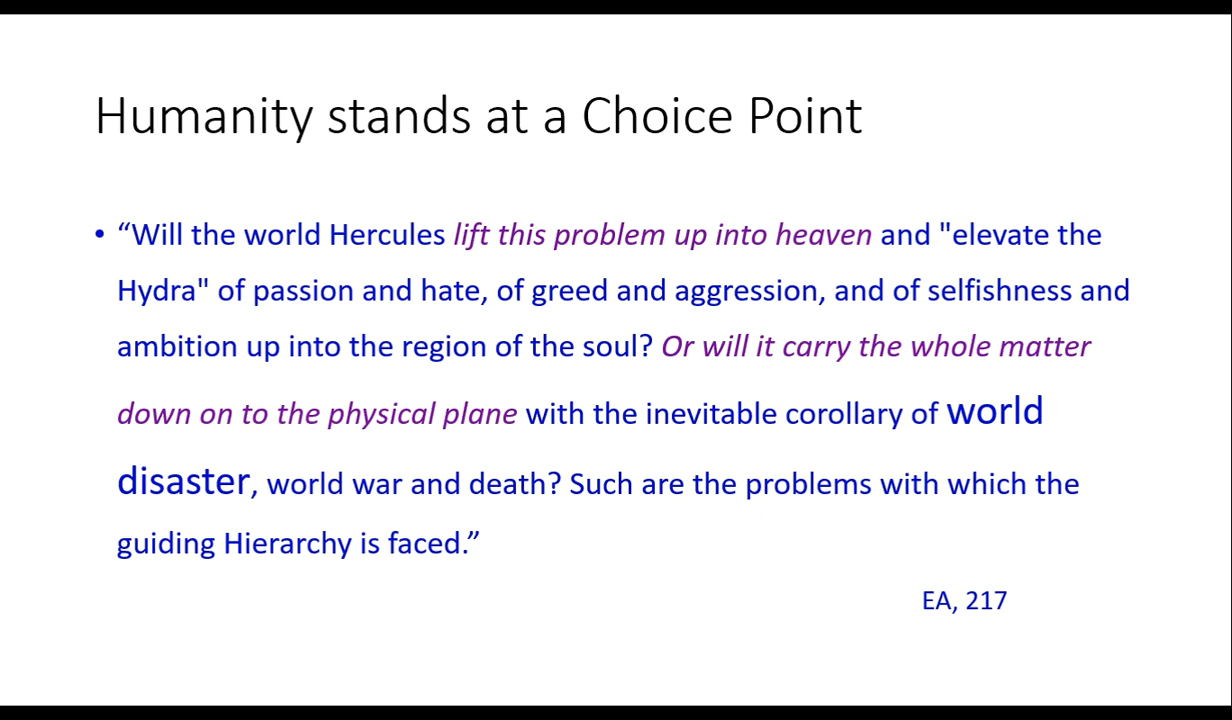 Humanity stands at a Choice Point
• “Will the world Hercules lift this problem up into heaven and "elevate the
Hydra" of passion and hate, of greed and aggression, and of selfishness and
ambition up into the region of the soul? Or will it carry the whole matter
down on to the physical plane with the inevitable corollary of world
disaster, world war and death? Such are the problems with which the
guiding Hierarchy is faced.”
EA, 217